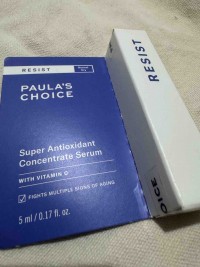 RESIST
PAULA'S
CHOICE
Super Antioxidant
Concentrate Serum
WITH VITAMIN C
FIGHTS MULTIPLE SIGNS OF AGING
5 ml / 0.17 fl. oz.
RESIST
OICE